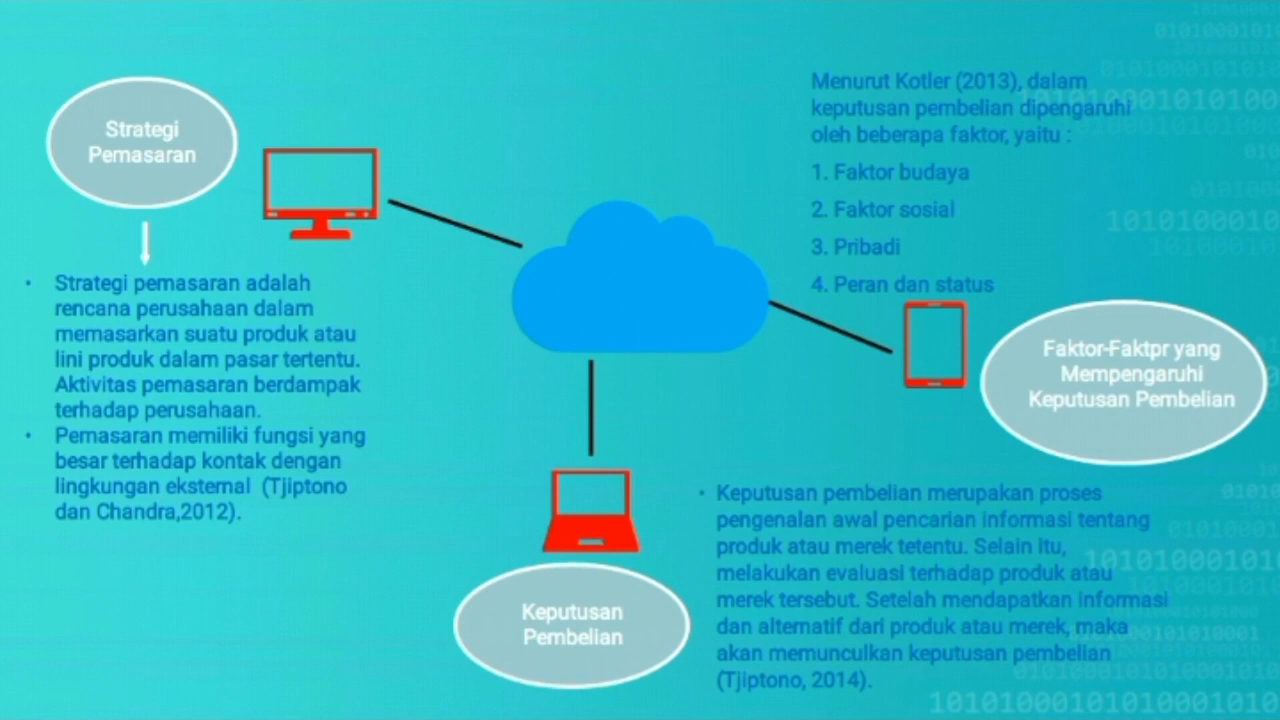 Strategi
Pemasaran
• Strategi pemasaran adalah
rencana perusahaan dalam
memasarkan suatu produk atau
lini produk dalam pasar tertentu.
Aktivitas pemasaran berdampak
terhadap perusahaan.
• Pemasaran memiliki fungsi yang
besar terhadap kontak dengan
lingkungan eksternal (Tjiptono
dan Chandra,2012).
Menurut Kotler (2013), dalam
keputusan pembelian dipengaruhi
oleh beberapa faktor, yaitu :
1. Faktor budaya
2. Faktor sosial
3. Pribadi
4. Peran dan status
Faktor-Faktpr yang
Mempengaruhi
Keputusan Pembelian
Keputusan
Pembelian
• Keputusan pembelian merupakan proses
pengenalan awal pencarian informasi tentang
produk atau merek tetentu. Selain itu,
melakukan evaluasi terhadap produk atau
merek tersebut. Setelah mendapatkan informasi
dan alternatif dari produk atau merek, maka
akan memunculkan keputusan pembelian
(Tjiptono, 2014).